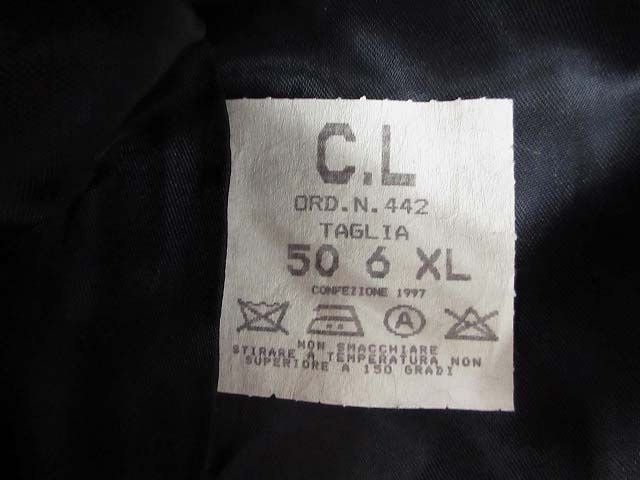 C.L
ORD.N.442
TAGLIA
50 6 XL
CONFEZIONE 1997
A
NON SMACCHIARE
STIRARE A TEMPERATURA NON
SUPERIORE A 150 GRADI